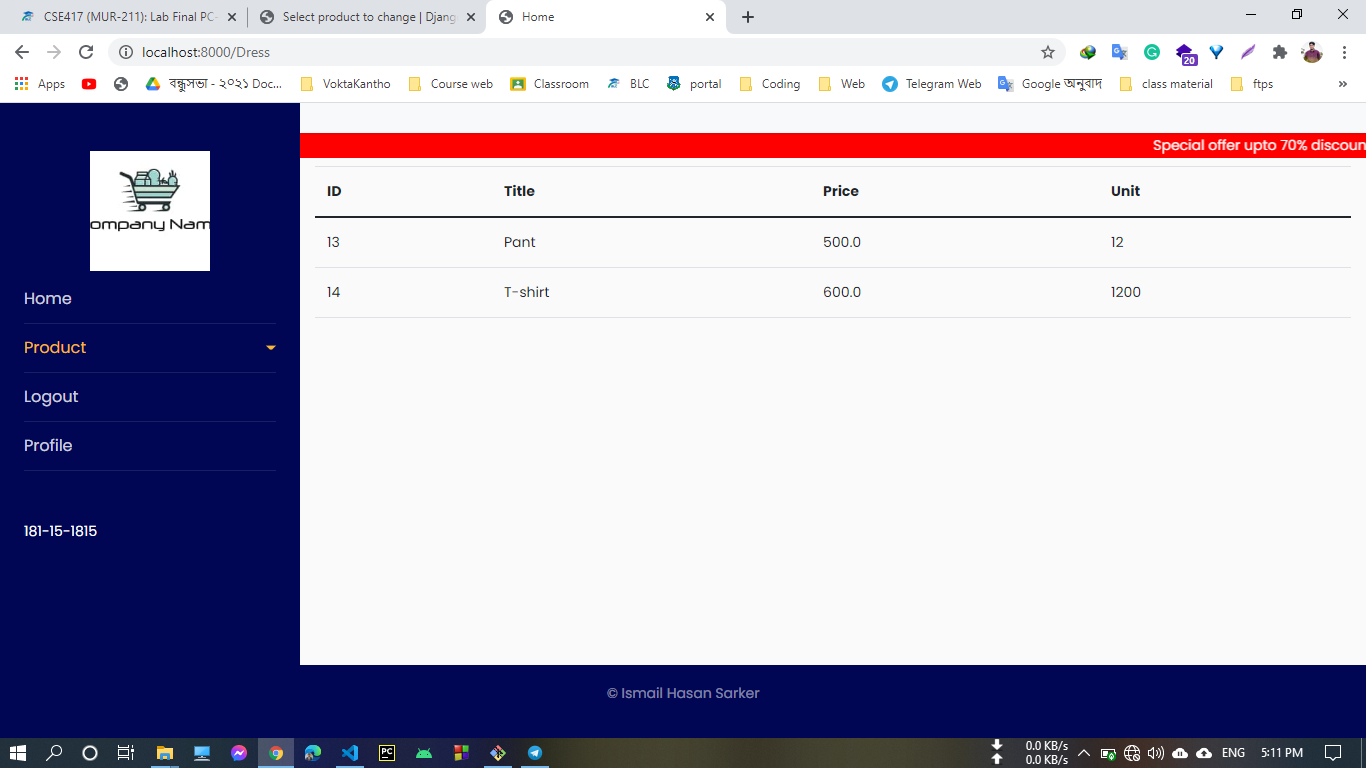 CSE417 (MUR-211): Lab Final PC-
Select product to change | Djang
Home
localhost:8000/Dress
20
Apps
বন্ধুসভা - ২০২১ Doc...
VoktaKantho
Course web
Classroom
BLC
portal
Coding
Web
Telegram Web
Google অনুবাদ
class material
ftps
»
Special offer upto 70% discoun
ompany Nam
Home
Product
Logout
Profile
181-15-1815
ID Title Price Unit
13 Pant 500.0 12
14 T-shirt 600.0 1200
© Ismail Hasan Sarker
PC
0.0 KB/s
0.0 KB/s
ENG
5:11 PM